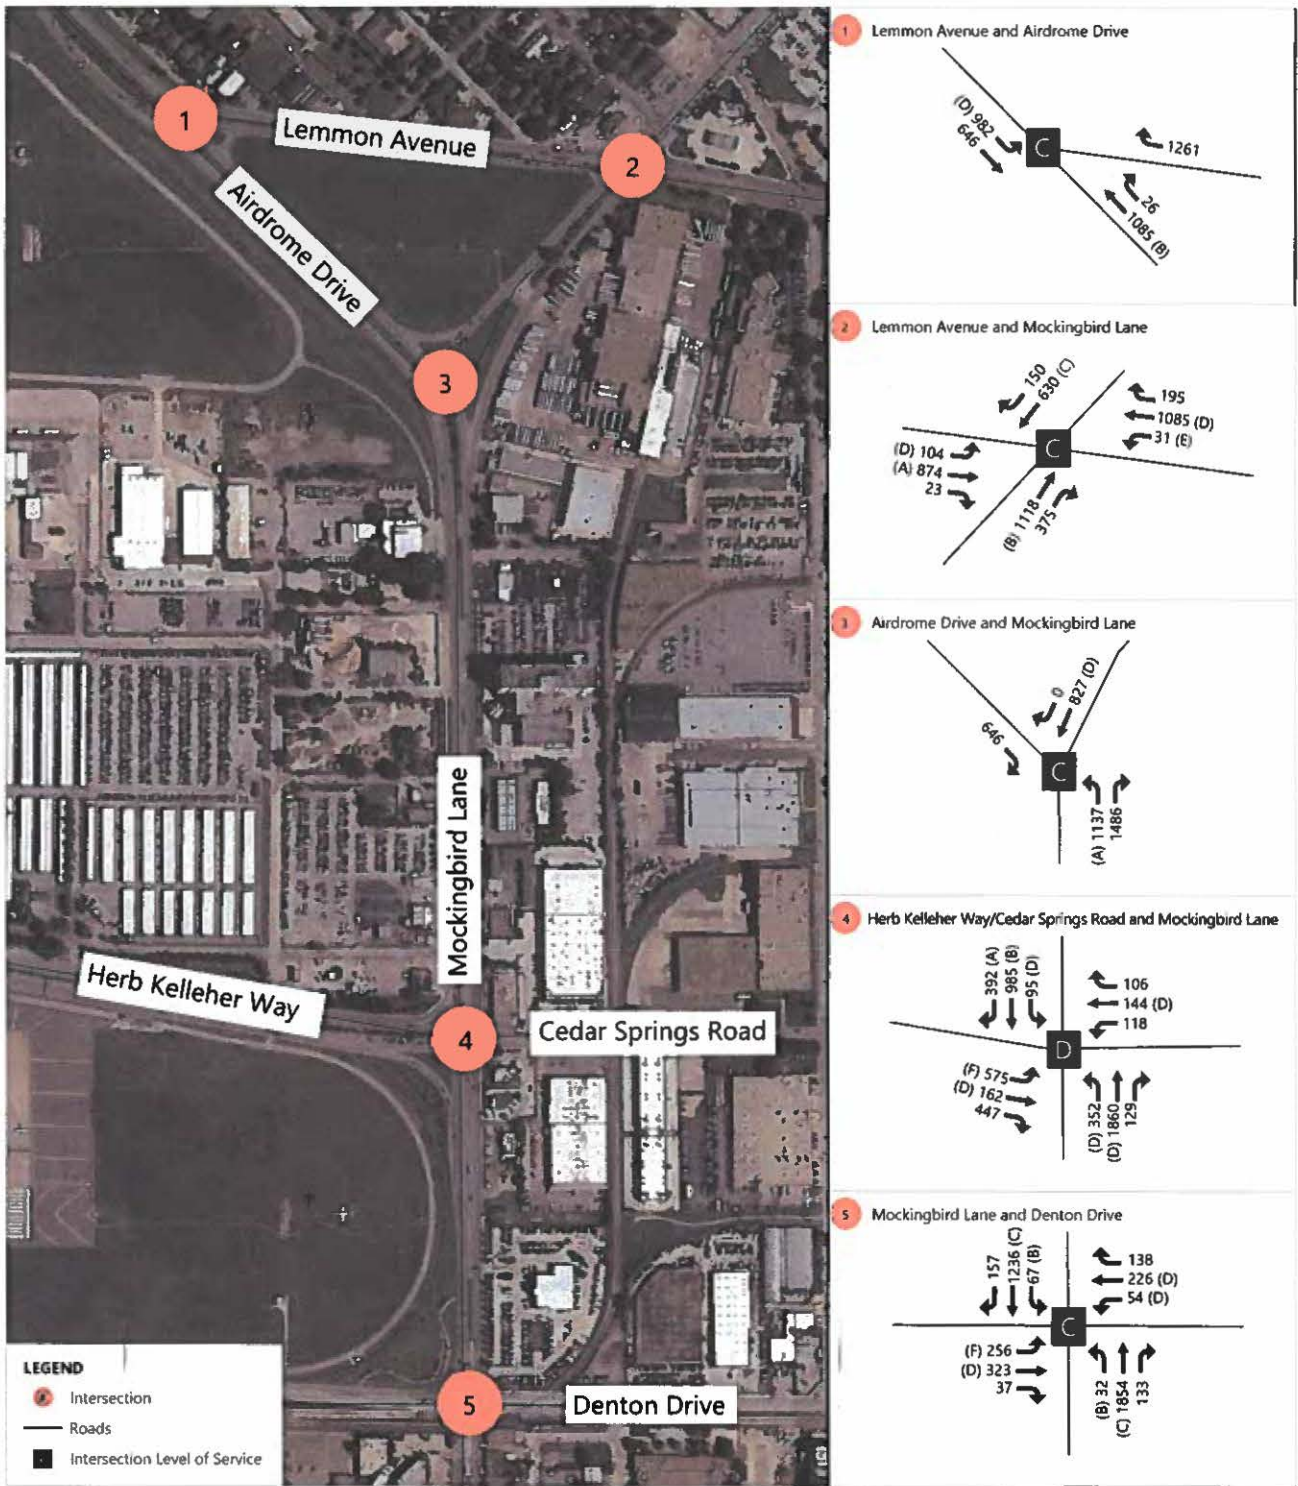 1
Lemmon Avenue
2
Airdrome Drive
3
Mockingbird Lane
Herb Kelleher Way
4
Cedar Springs Road
5
Denton Drive
LEGEND
Intersection
Roads
Intersection Level of Service
1 Lemmon Avenue and Airdrome Drive
(D) 982
646
C
1261
26
1085 (B)
2 Lemmon Avenue and Mockingbird Lane
150
630 (C)
195
1085 (D)
31 (E)
C
(D) 104
(A) 874
23
(B) 1118
375
3 Airdrome Drive and Mockingbird Lane
0
827 (D)
646
C
(A) 1137
1486
4 Herb Kelleher Way/Cedar Springs Road and Mockingbird Lane
392 (A)
985 (B)
95 (D)
106
144 (D)
118
D
(F) 575
(D) 162
447
(D) 352
(D) 1860
129
5 Mockingbird Lane and Denton Drive
157
1236 (C)
67 (B)
138
226 (D)
54 (D)
C
(F) 256
(D) 323
37
(B) 32
(C) 1854
133